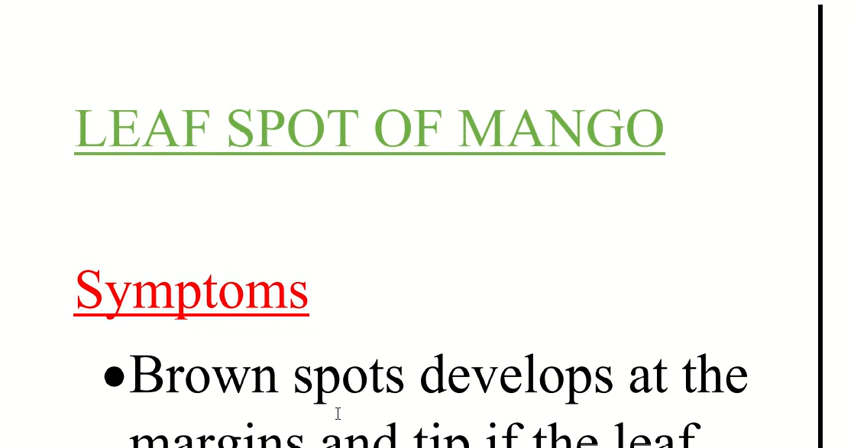 LEAF SPOT OF MANGO
Symptoms
•Brown spots develops at the
margins and tip if the leaf